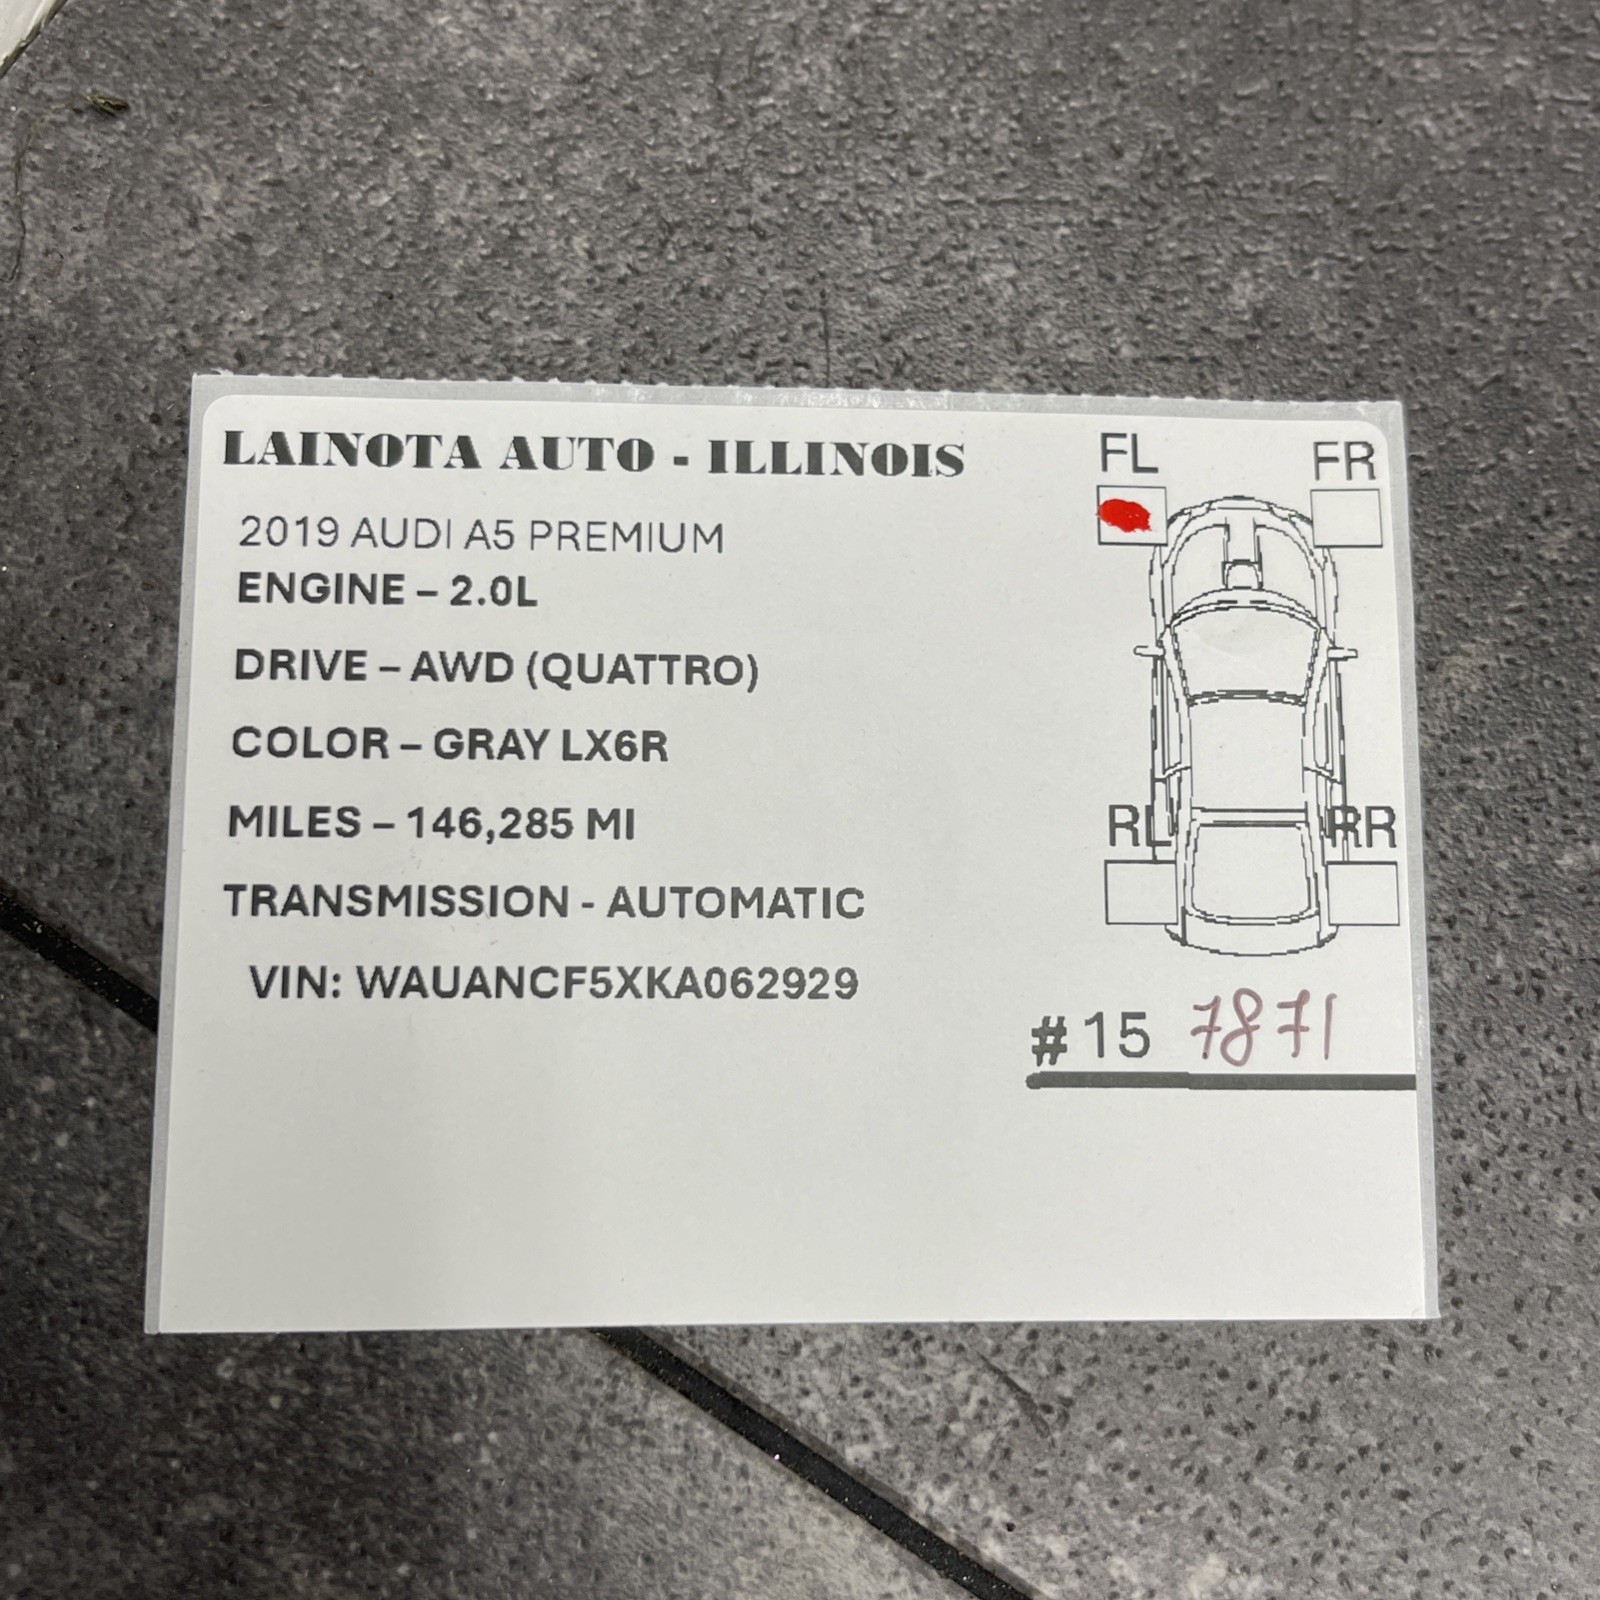 LAINOTA AUTO - ILLINOIS
2019 AUDI A5 PREMIUM
ENGINE – 2.0L
DRIVE – AWD (QUATTRO)
COLOR – GRAY LX6R
MILES – 146,285 MI
TRANSMISSION - AUTOMATIC
VIN: WAUANCF5XKA062929
FL FR
RL RR
#15 7871